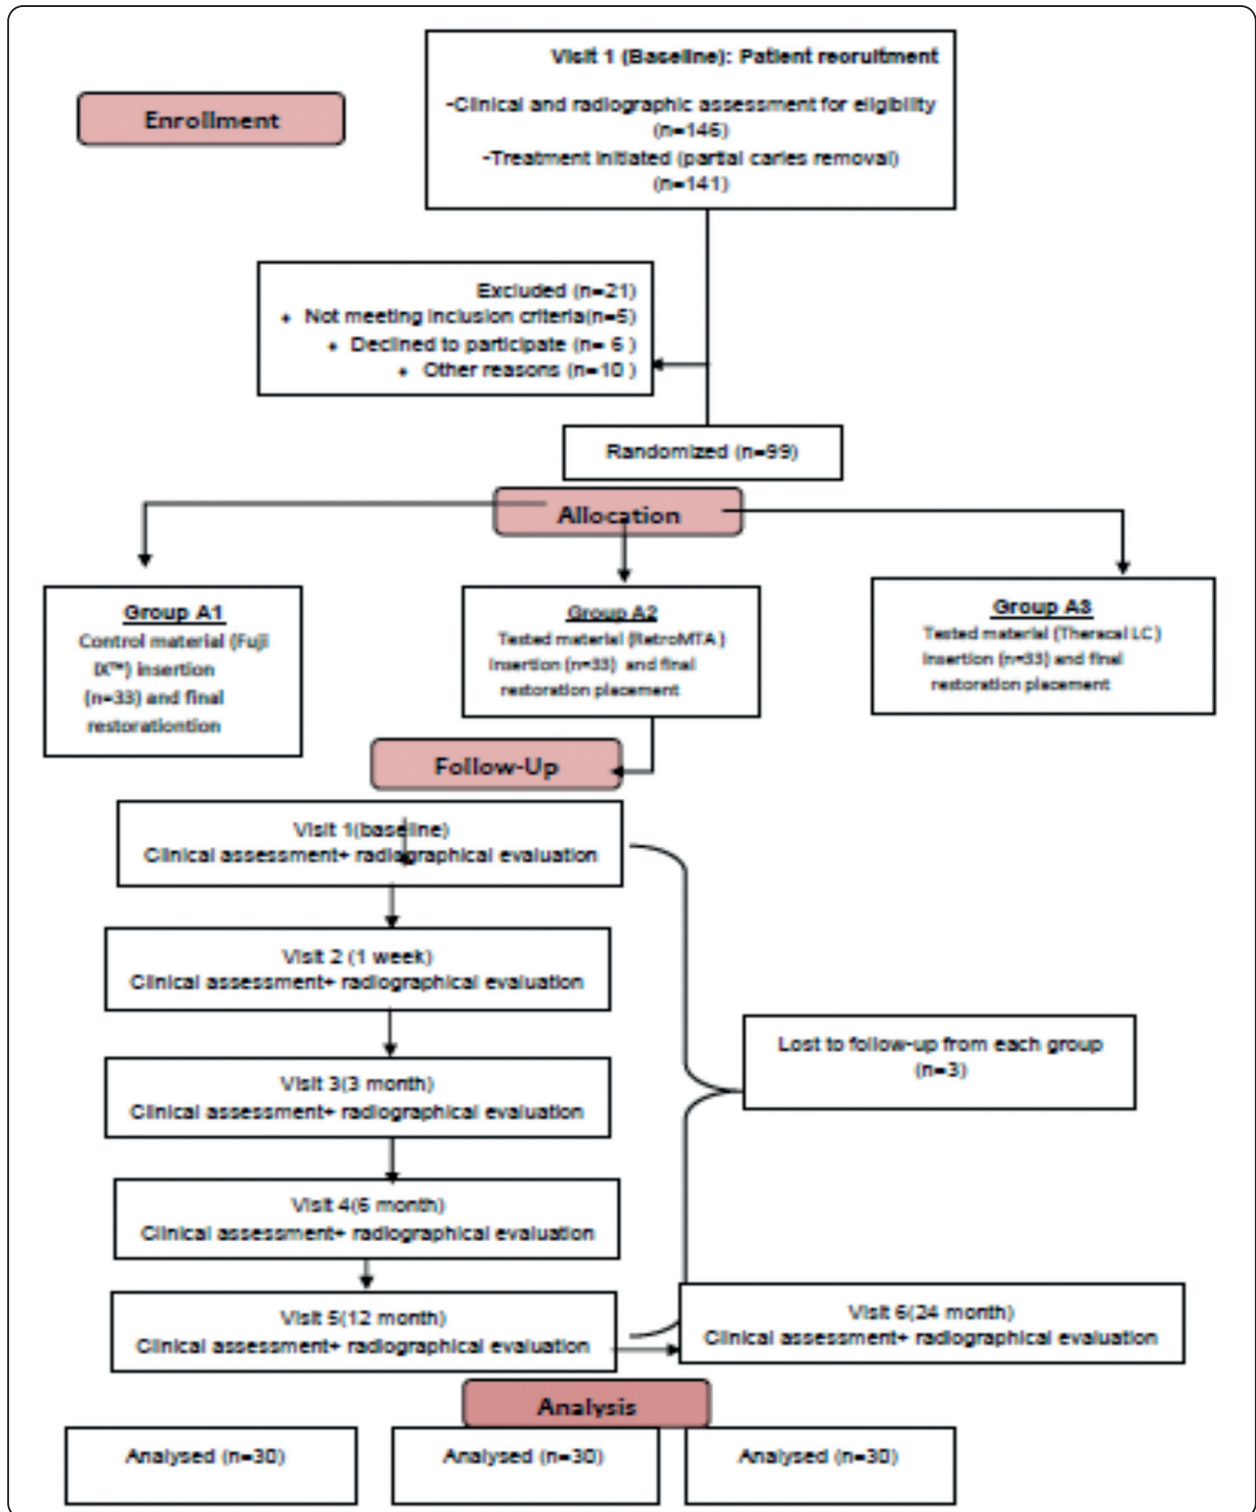 Visit 1 (Baseline): Patient recruitment
-Clinical and radiographic assessment for eligibility
(n=146)
-Treatment initiated (partial caries removal)
(n=141)
Enrollment
Excluded (n=21)
• Not meeting inclusion criteria(n=5)
• Declined to participate (n= 6 )
• Other reasons (n=10 )
Randomized (n=99)
Allocation
Group A1
Control material (Fuji
IX™) insertion
(n=33) and final
restorationtion
Group A2
Tested material (RetroMTA )
insertion (n=33) and final
restoration placement
Group A3
Tested material (Theracal LC )
insertion (n=33) and final
restoration placement
Follow-Up
Visit 1(baseline)
Clinical assessment+ radiographical evaluation
Visit 2 (1 week)
Clinical assessment+ radiographical evaluation
Visit 3(3 month)
Clinical assessment+ radiographical evaluation
Lost to follow-up from each group
(n=3)
Visit 4(6 month)
Clinical assessment+ radiographical evaluation
Visit 5(12 month)
Clinical assessment+ radiographical evaluation
Visit 6(24 month)
Clinical assessment+ radiographical evaluation
Analysis
Analysed (n=30)
Analysed (n=30)
Analysed (n=30)